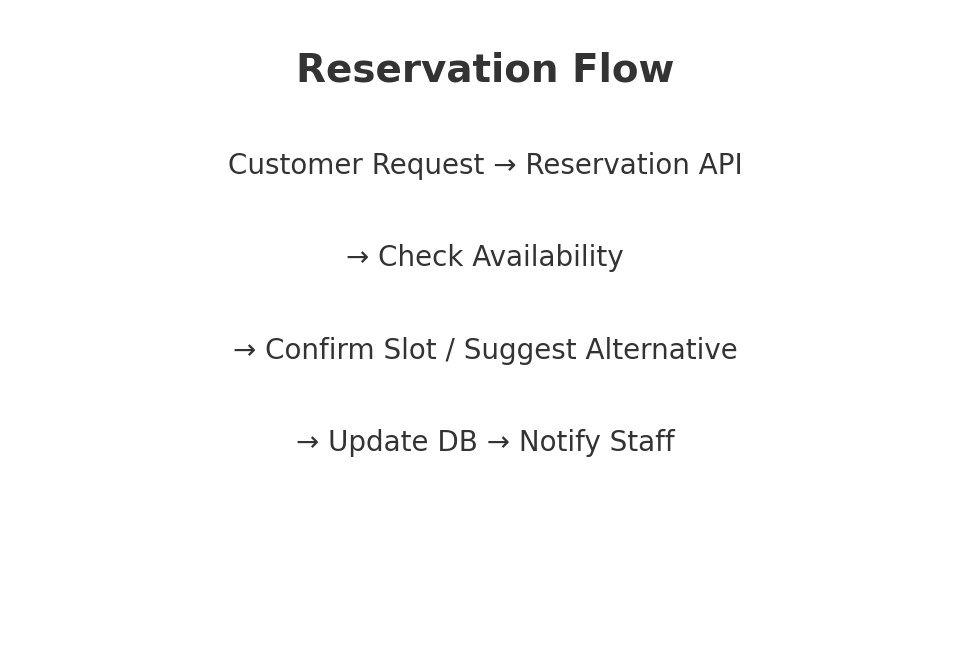 Reservation Flow
Customer Request → Reservation API
→ Check Availability
→ Confirm Slot / Suggest Alternative
→ Update DB → Notify Staff